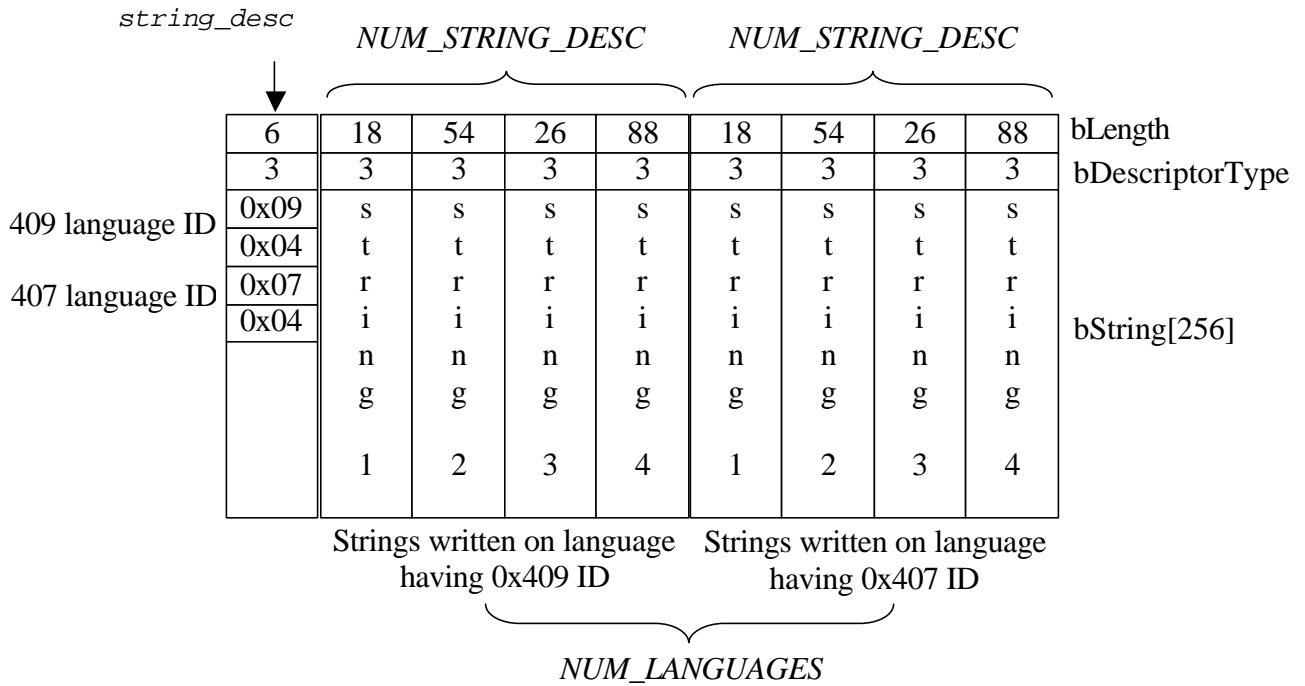 string_desc
NUM_STRING_DESC NUM_STRING_DESC
6 18 54 26 88 18 54 26 88 bLength
3 3 3 3 3 3 3 3 3 bDescriptorType
409 language ID 0x09 s s s s s s s s
0x04 t t t t t t t t
407 language ID 0x07 r r r r r r r r
0x04 i i i i i i i i bString[256]
n n n n n n n n
g g g g g g g g
1 2 3 4 1 2 3 4
Strings written on language Strings written on language
having 0x409 ID having 0x407 ID
NUM_LANGUAGES